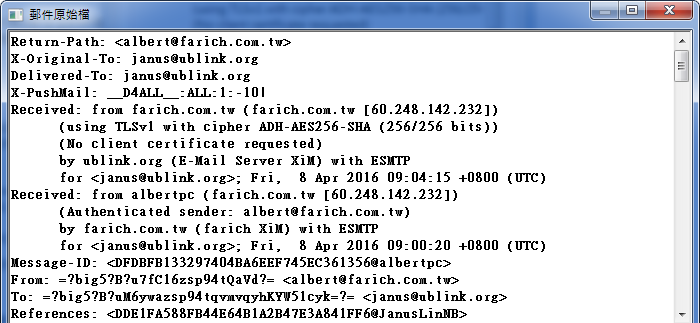 郵件原始檔
Return-Path: <albert@farich.com.tw>
X-Original-To: janus@ublink.org
Delivered-To: janus@ublink.org
X-PushMail: __D4ALL__:ALL:1:-10|
Received: from farich.com.tw (farich.com.tw [60.248.142.232])
(using TLSv1 with cipher ADH-AES256-SHA (256/256 bits))
(No client certificate requested)
by ublink.org (E-Mail Server XiM) with ESMTP
for <janus@ublink.org>; Fri,  8 Apr 2016 09:04:15 +0800 (UTC)
Received: from albertpc (farich.com.tw [60.248.142.232])
(Authenticated sender: albert@farich.com.tw)
by farich.com.tw (farich XiM) with ESMTP
for <janus@ublink.org>; Fri,  8 Apr 2016 09:00:20 +0800 (UTC)
Message-ID: <DFDBFB133297404BA6EEF745EC361356@albertpc>
From: =?big5?B?u7fC16zsp94tQaVd?= <albert@farich.com.tw>
To: =?big5?B?uM6ywazsp94tqvmvqyhKYW51cyk=?= <janus@ublink.org>
References: <DDE1FA588FB44E64B1A2B47E3A841FF6@JanusLinNB>